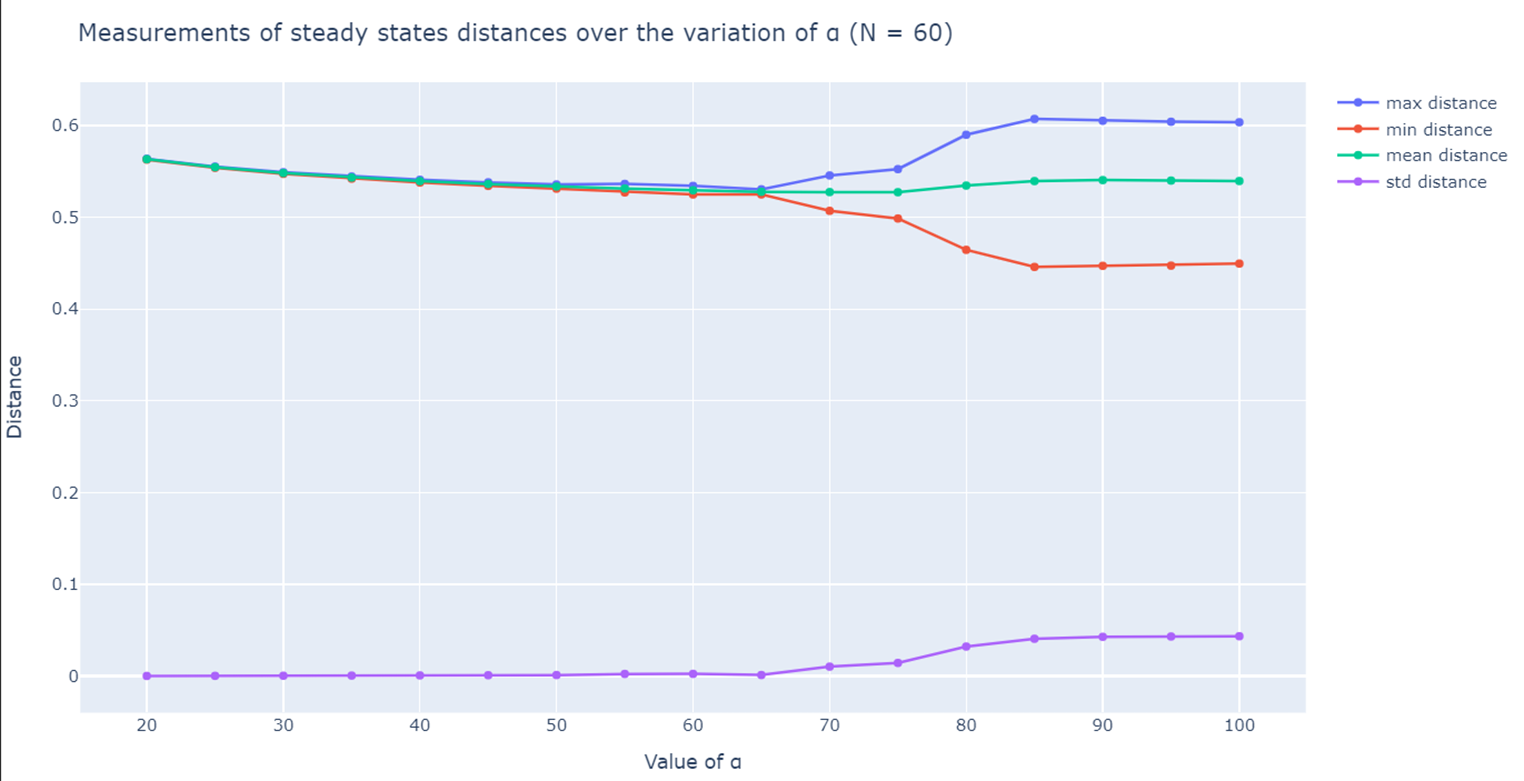 Measurements of steady states distances over the variation of α (N = 60)
max distance
min distance
mean distance
std distance
Distance
0.6
0.5
0.4
0.3
0.2
0.1
0
20 30 40 50 60 70 80 90 100
Value of α